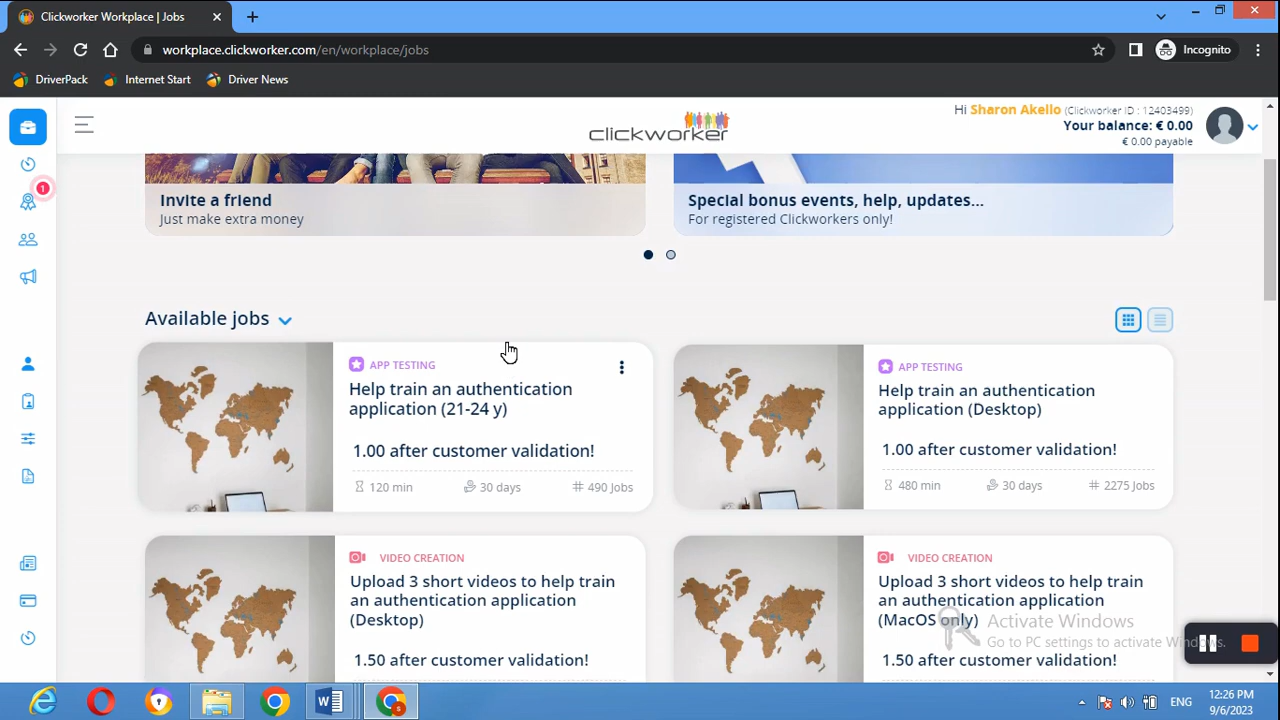 Clickworker Workplace | Jobs
workplace.clickworker.com/en/workplace/jobs
Incognito
DriverPack
Internet Start
Driver News
1
clickworker
Hi Sharon Akello (Clickworker ID : 12403499)
Your balance: € 0.00
€ 0.00 payable
Invite a friend
Just make extra money
Special bonus events, help, updates...
For registered Clickworkers only!
Available jobs
APP TESTING
Help train an authentication
application (21-24 y)
1.00 after customer validation!
120 min
30 days
# 490 Jobs
APP TESTING
Help train an authentication
application (Desktop)
1.00 after customer validation!
480 min
30 days
# 2275 Jobs
VIDEO CREATION
Upload 3 short videos to help train
an authentication application
(Desktop)
1.50 after customer validation!
VIDEO CREATION
Upload 3 short videos to help train
an authentication application
(MacOS only)
1.50 after customer validation!
Activate Windows
Go to PC settings to activate Windows.
ENG
12:26 PM
9/6/2023